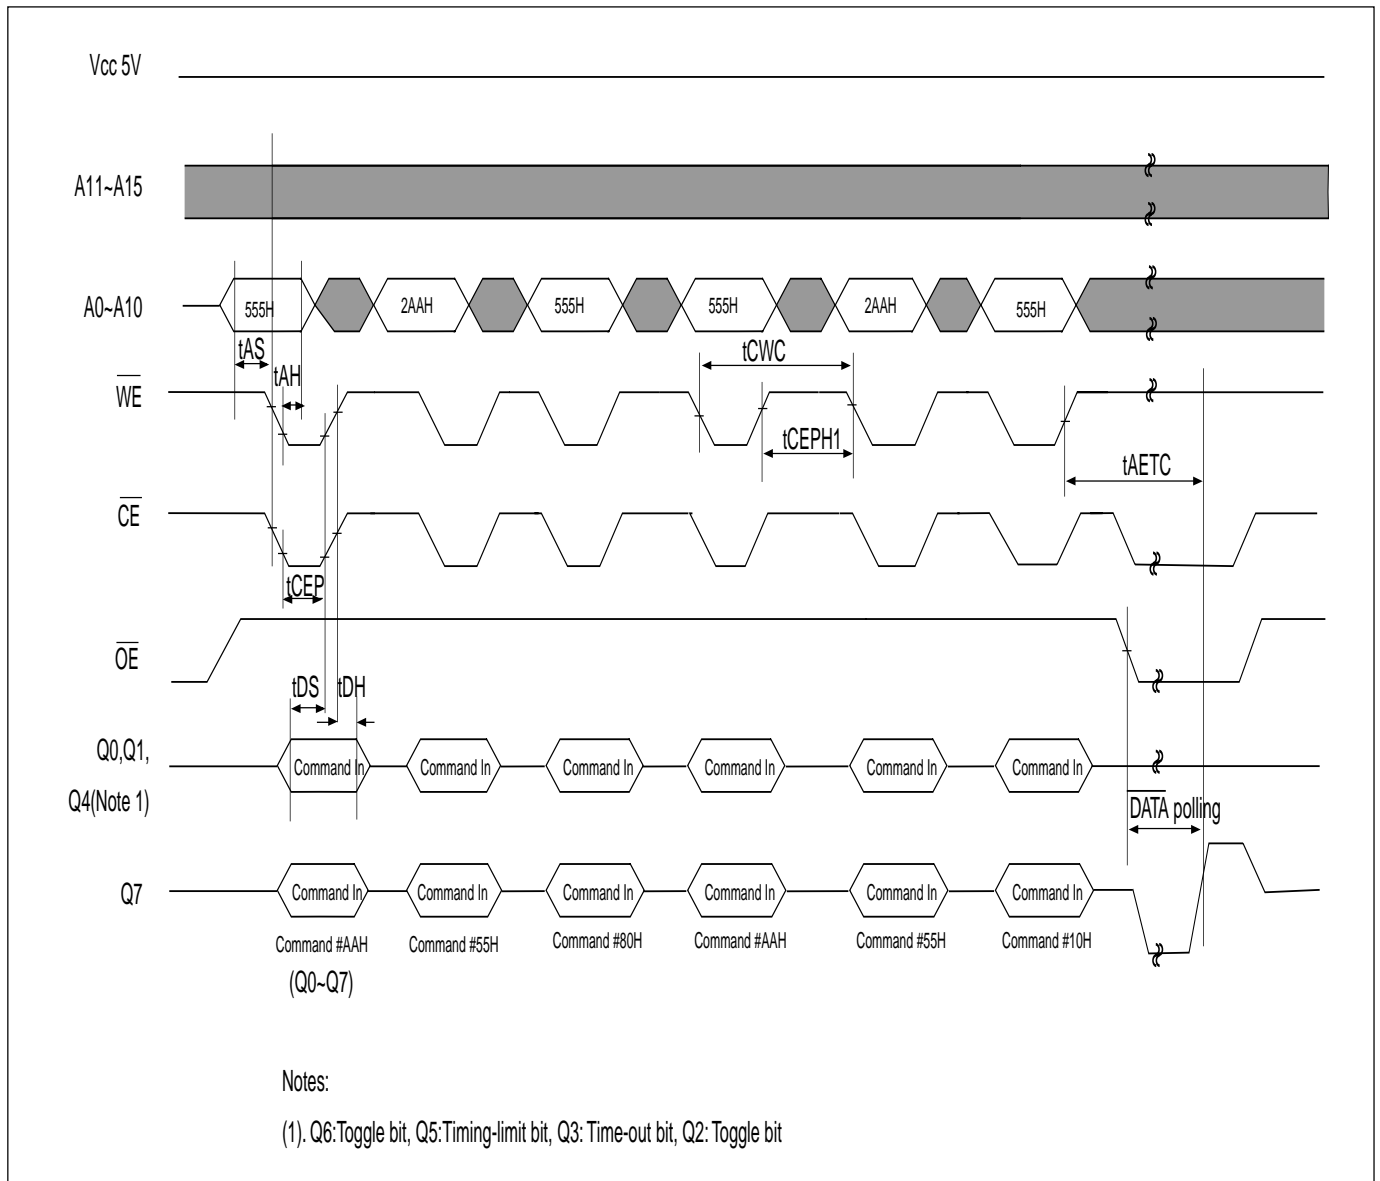 Vcc 5V
A11~A15
A0~A10
555H
2AAH
555H
555H
2AAH
555H
tAS
tAH
tCWC
WE
tCEPH1
tAETC
CE
tCEP
OE
tDS
tDH
Q0,Q1,
Q4(Note 1)
Command In
Command In
Command In
Command In
Command In
Command In
DATA polling
Q7
Command In
Command In
Command In
Command In
Command In
Command In
Command #AAH
Command #55H
Command #80H
Command #AAH
Command #55H
Command #10H
(Q0~Q7)
Notes:
(1). Q6:Toggle bit, Q5:Timing-limit bit, Q3: Time-out bit, Q2: Toggle bit